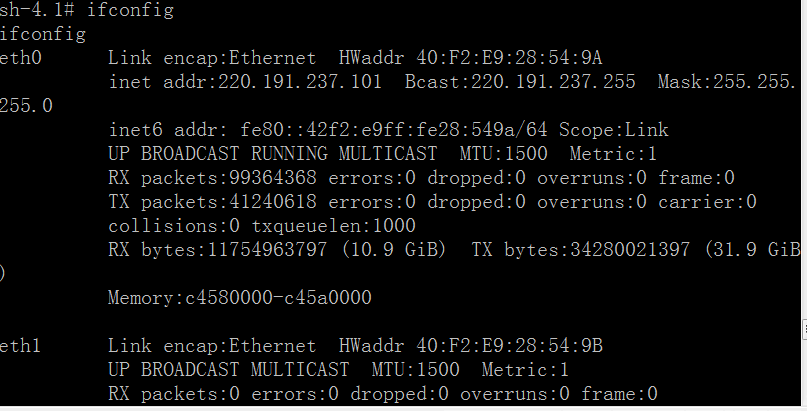 sh-4.1# ifconfig
ifconfig
eth0      Link encap:Ethernet  HWaddr 40:F2:E9:28:54:9A
          inet addr:220.191.237.101  Bcast:220.191.237.255  Mask:255.255.
255.0
          inet6 addr: fe80::42f2:e9ff:fe28:549a/64 Scope:Link
          UP BROADCAST RUNNING MULTICAST  MTU:1500  Metric:1
          RX packets:99364368 errors:0 dropped:0 overruns:0 frame:0
          TX packets:41240618 errors:0 dropped:0 overruns:0 carrier:0
          collisions:0 txqueuelen:1000
          RX bytes:11754963797 (10.9 GiB)  TX bytes:34280021397 (31.9 GiB
)
          Memory:c4580000-c45a0000
eth1      Link encap:Ethernet  HWaddr 40:F2:E9:28:54:9B
          UP BROADCAST MULTICAST  MTU:1500  Metric:1
          RX packets:0 errors:0 dropped:0 overruns:0 frame:0